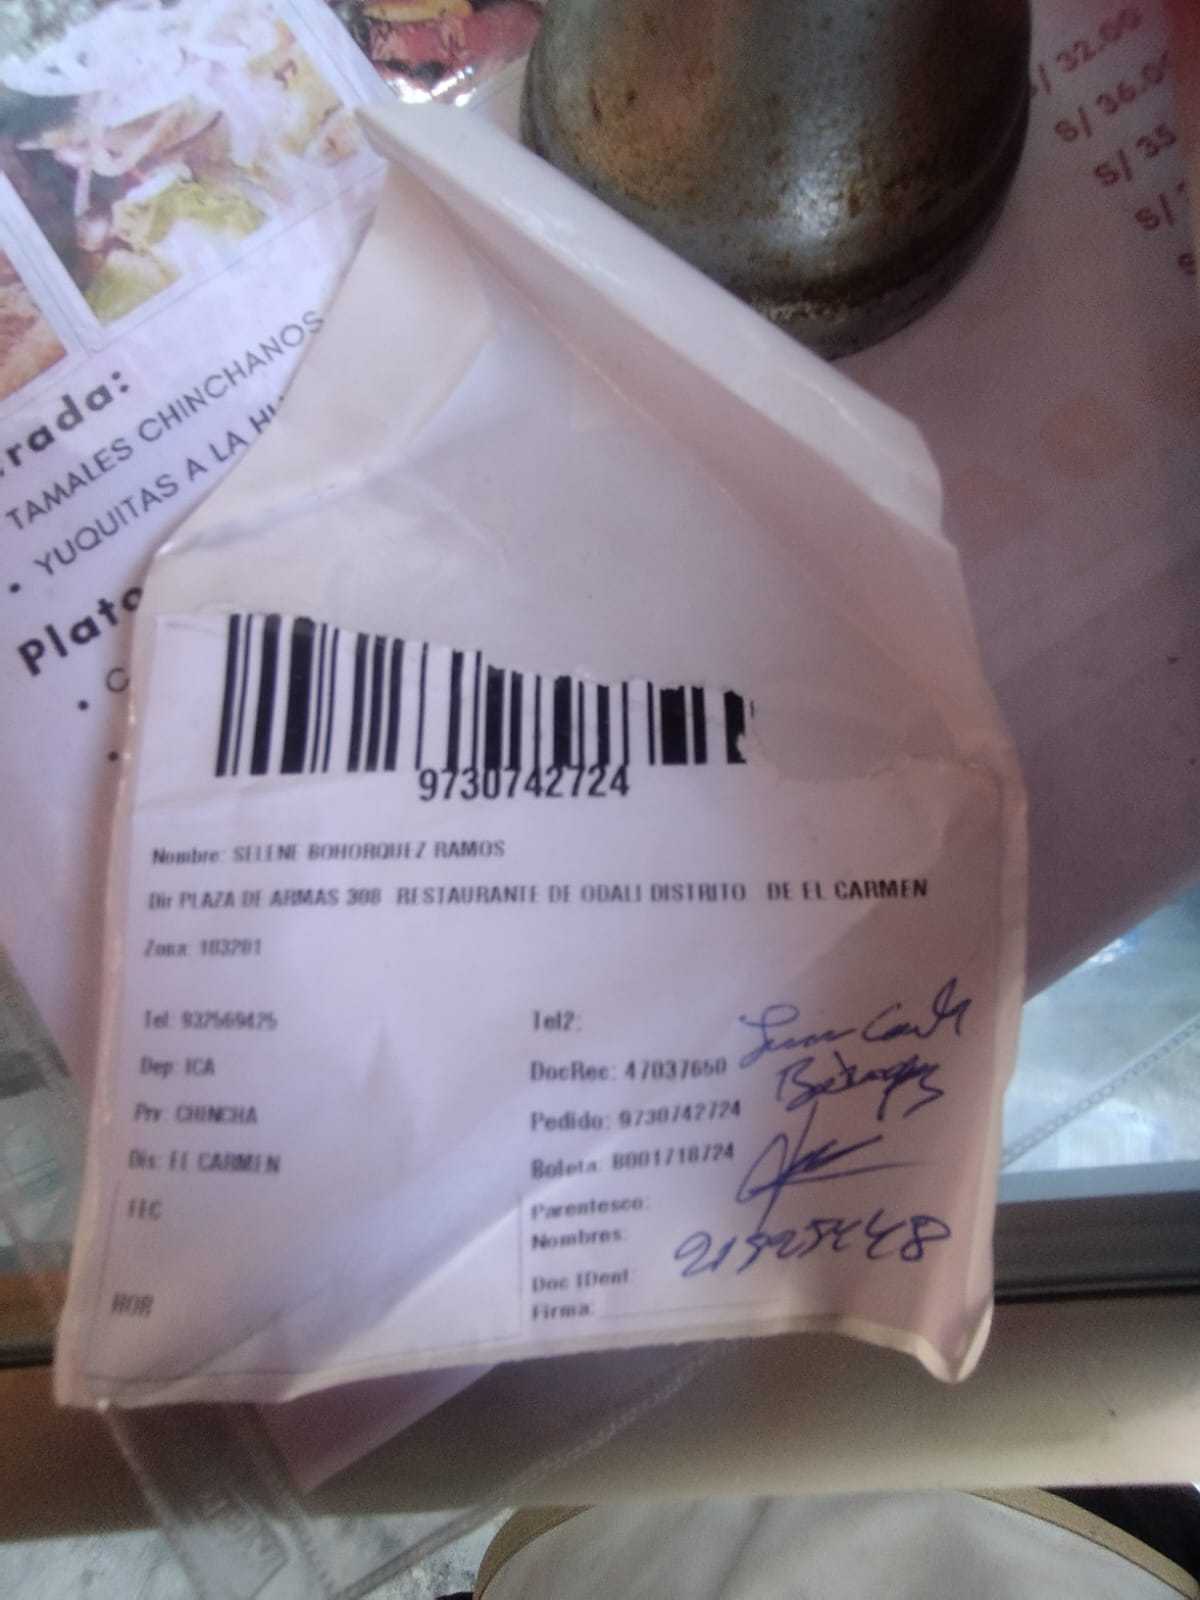 S/ 32.00
S/ 36.0
S/ 35
S/
rada:
TAMALES CHINCHANOS
• YUQUITAS A LA HU
Plato
• C
•
9730742724
Nombre: SELENE BOHORQUEZ RAMOS
Dir PLAZA DE ARMAS 308 RESTAURANTE DE ODALI DISTRITO DE EL CARMEN
Zona: 103201
Tel: 932569425
Tel2:
Dep: ICA
DocRec: 47037650
Prv: CHINCHA
Pedido: 9730742724
Dis: EL CARMEN
Boleta: B001718724
FEC
Parentesco:
Nombres:
Doc IDent:
HOR
Firma: